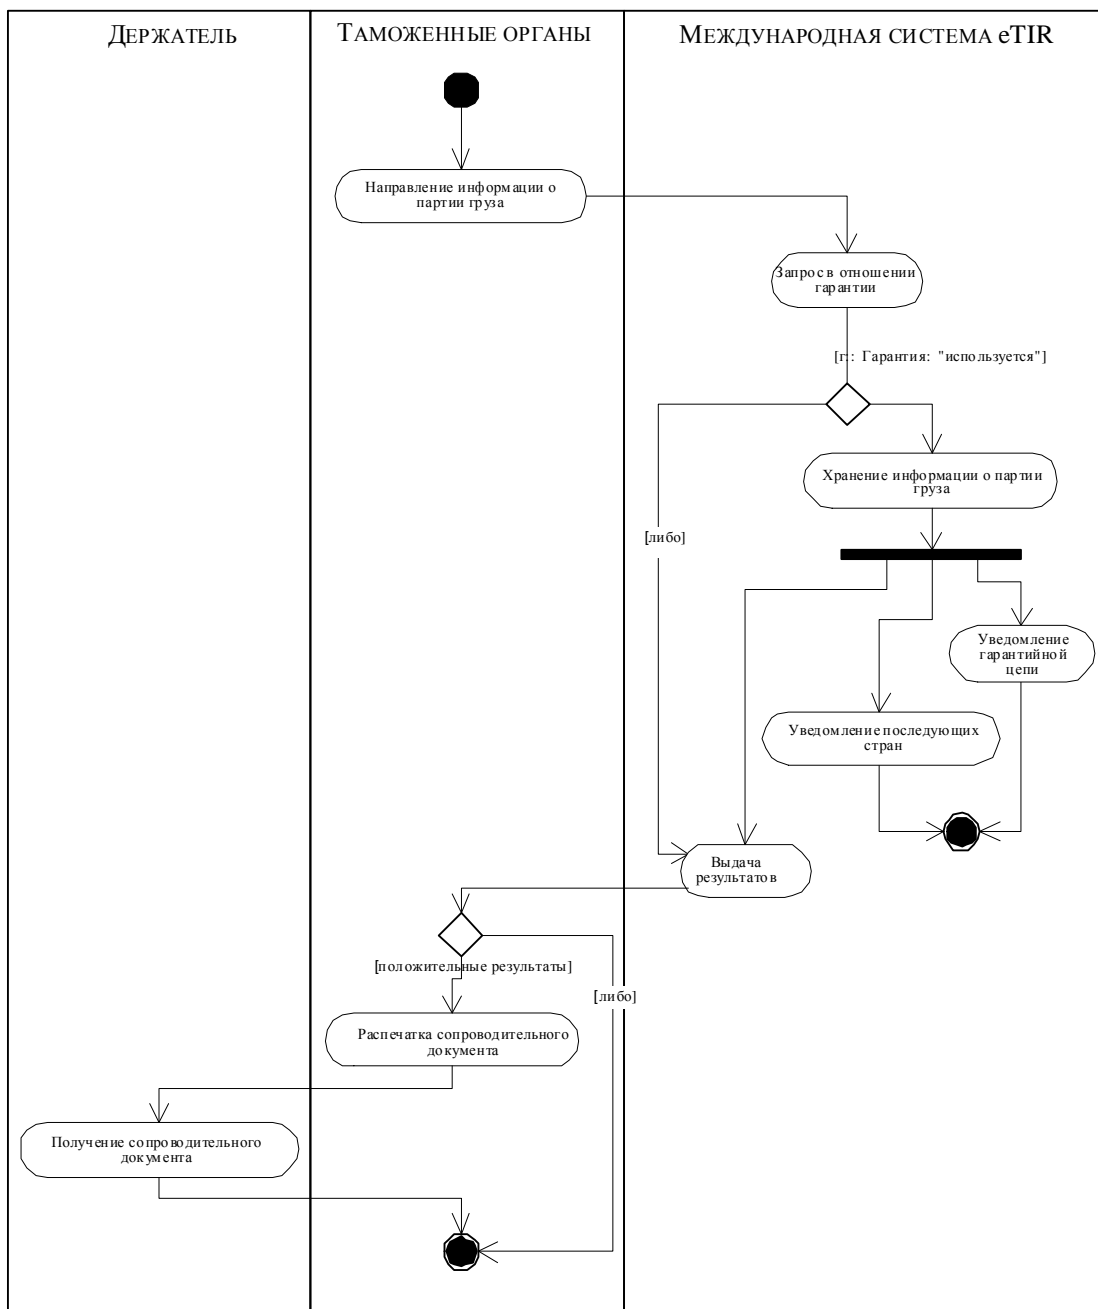 ДЕРЖАТЕЛЬ
ТАМОЖЕННЫЕ ОРГАНЫ
МЕЖДУНАРОДНАЯ СИСТЕМА eTIR
Направление информации о
партии груза
Запрос в отношении
гарантии
[г:: Гарантия: "используется"]
Хранение информации о партии
груза
[либо]
Уведомление
гарантийной
цепи
Уведомление последующих
стран
Выдача
результатов
[положительные результаты]
[либо]
Распечатка сопроводительного
документа
Получение сопроводительного
документа